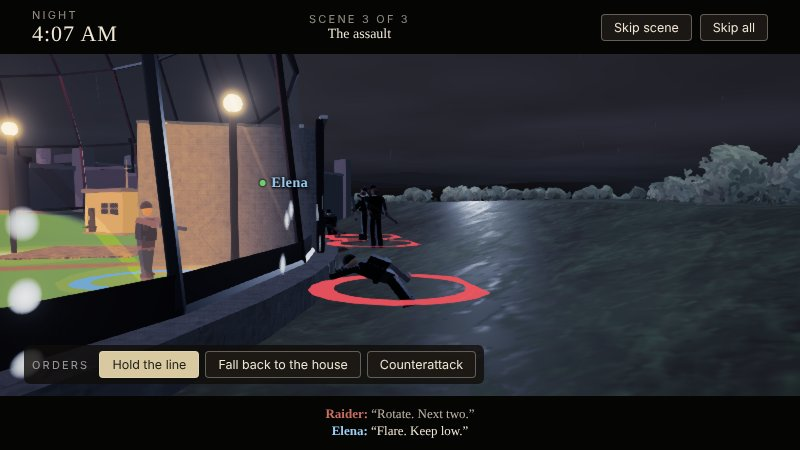 NIGHT
4:07 AM
SCENE 3 OF 3
The assault
Skip scene
Skip all
Elena
ORDERS
Hold the line
Fall back to the house
Counterattack
Raider: “Rotate. Next two.”
Elena: “Flare. Keep low.”